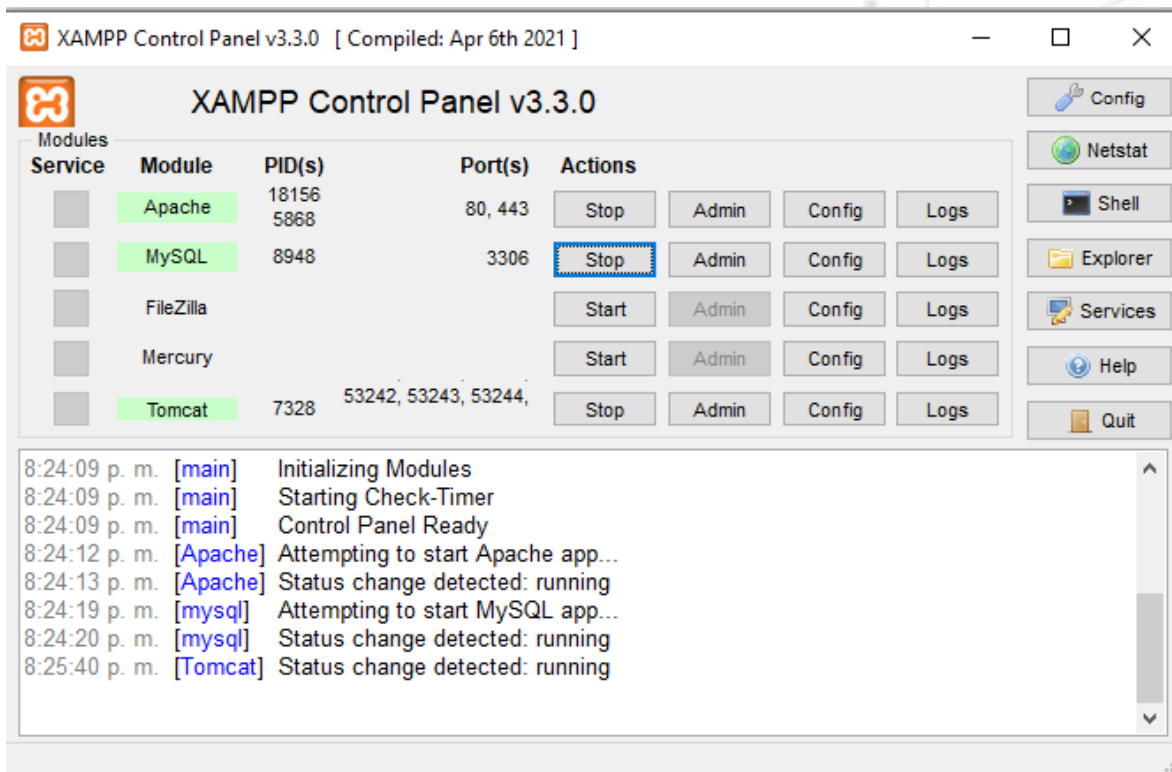 XAMPP Control Panel v3.3.0 [ Compiled: Apr 6th 2021 ]
XAMPP Control Panel v3.3.0
Config
Modules
Service Module PID(s) Port(s) Actions
Netstat
Apache 18156 5868 80, 443 Stop Admin Config Logs
Shell
MySQL 8948 3306 Stop Admin Config Logs
Explorer
FileZilla Start Admin Config Logs
Services
Mercury Start Admin Config Logs
Help
Tomcat 7328 53242, 53243, 53244, Stop Admin Config Logs
Quit
8:24:09 p. m. [main] Initializing Modules
8:24:09 p. m. [main] Starting Check-Timer
8:24:09 p. m. [main] Control Panel Ready
8:24:12 p. m. [Apache] Attempting to start Apache app...
8:24:13 p. m. [Apache] Status change detected: running
8:24:19 p. m. [mysql] Attempting to start MySQL app...
8:24:20 p. m. [mysql] Status change detected: running
8:25:40 p. m. [Tomcat] Status change detected: running